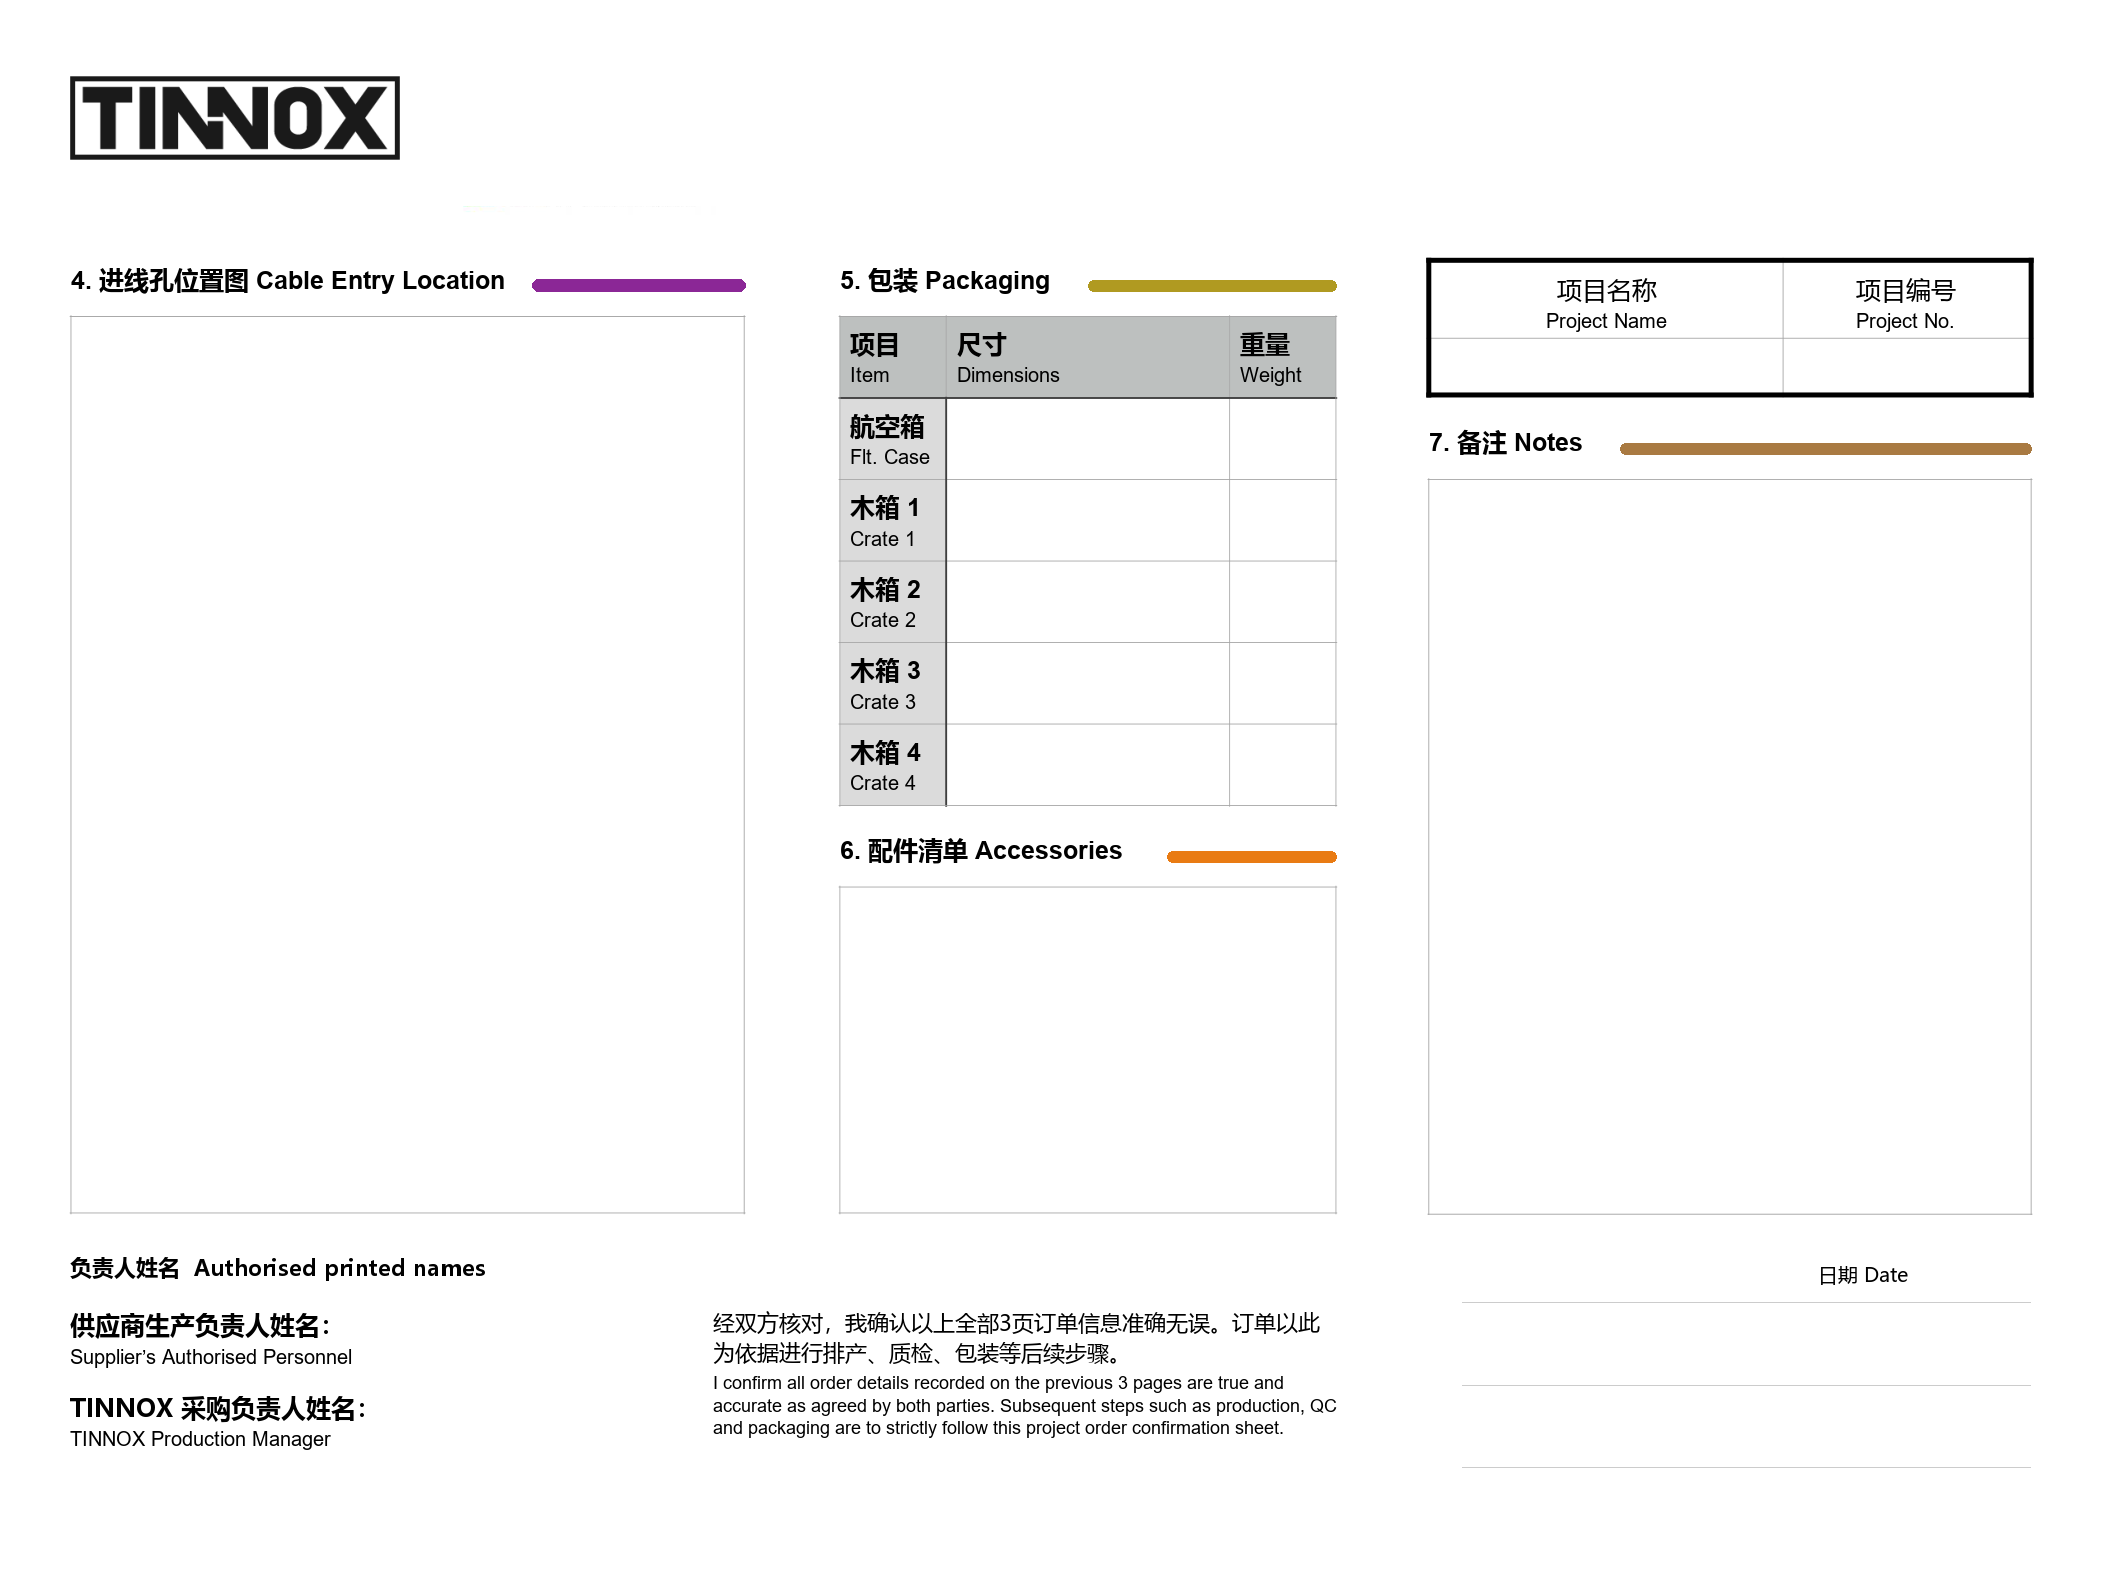 TINNOX
4. 进线孔位置图 Cable Entry Location
5. 包装 Packaging
项目 尺寸 重量
Item Dimensions Weight
航空箱
Flt. Case
木箱 1
Crate 1
木箱 2
Crate 2
木箱 3
Crate 3
木箱 4
Crate 4
6. 配件清单 Accessories
项目名称 项目编号
Project Name Project No.
7. 备注 Notes
负责人姓名 Authorised printed names
供应商生产负责人姓名：
Supplier’s Authorised Personnel
TINNOX 采购负责人姓名：
TINNOX Production Manager
经双方核对，我确认以上全部3页订单信息准确无误。订单以此
为依据进行排产、质检、包装等后续步骤。
I confirm all order details recorded on the previous 3 pages are true and
accurate as agreed by both parties. Subsequent steps such as production, QC
and packaging are to strictly follow this project order confirmation sheet.
日期 Date